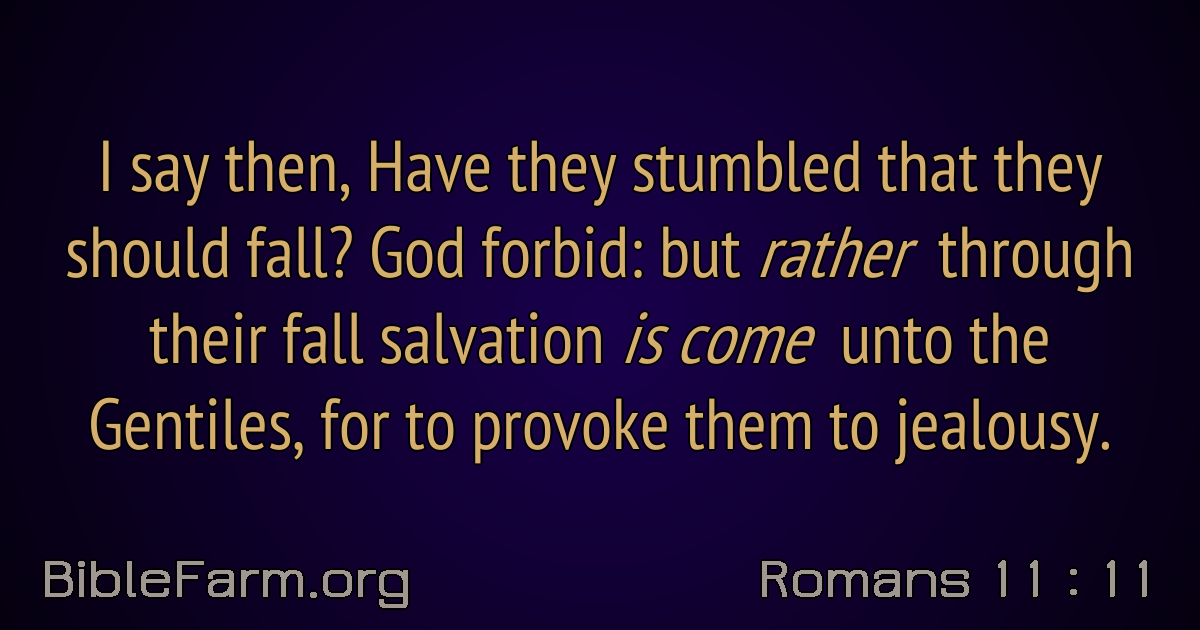 I say then, Have they stumbled that they
should fall? God forbid: but rather through
their fall salvation is come unto the
Gentiles, for to provoke them to jealousy.
BibleFarm.org
Romans 11 : 11